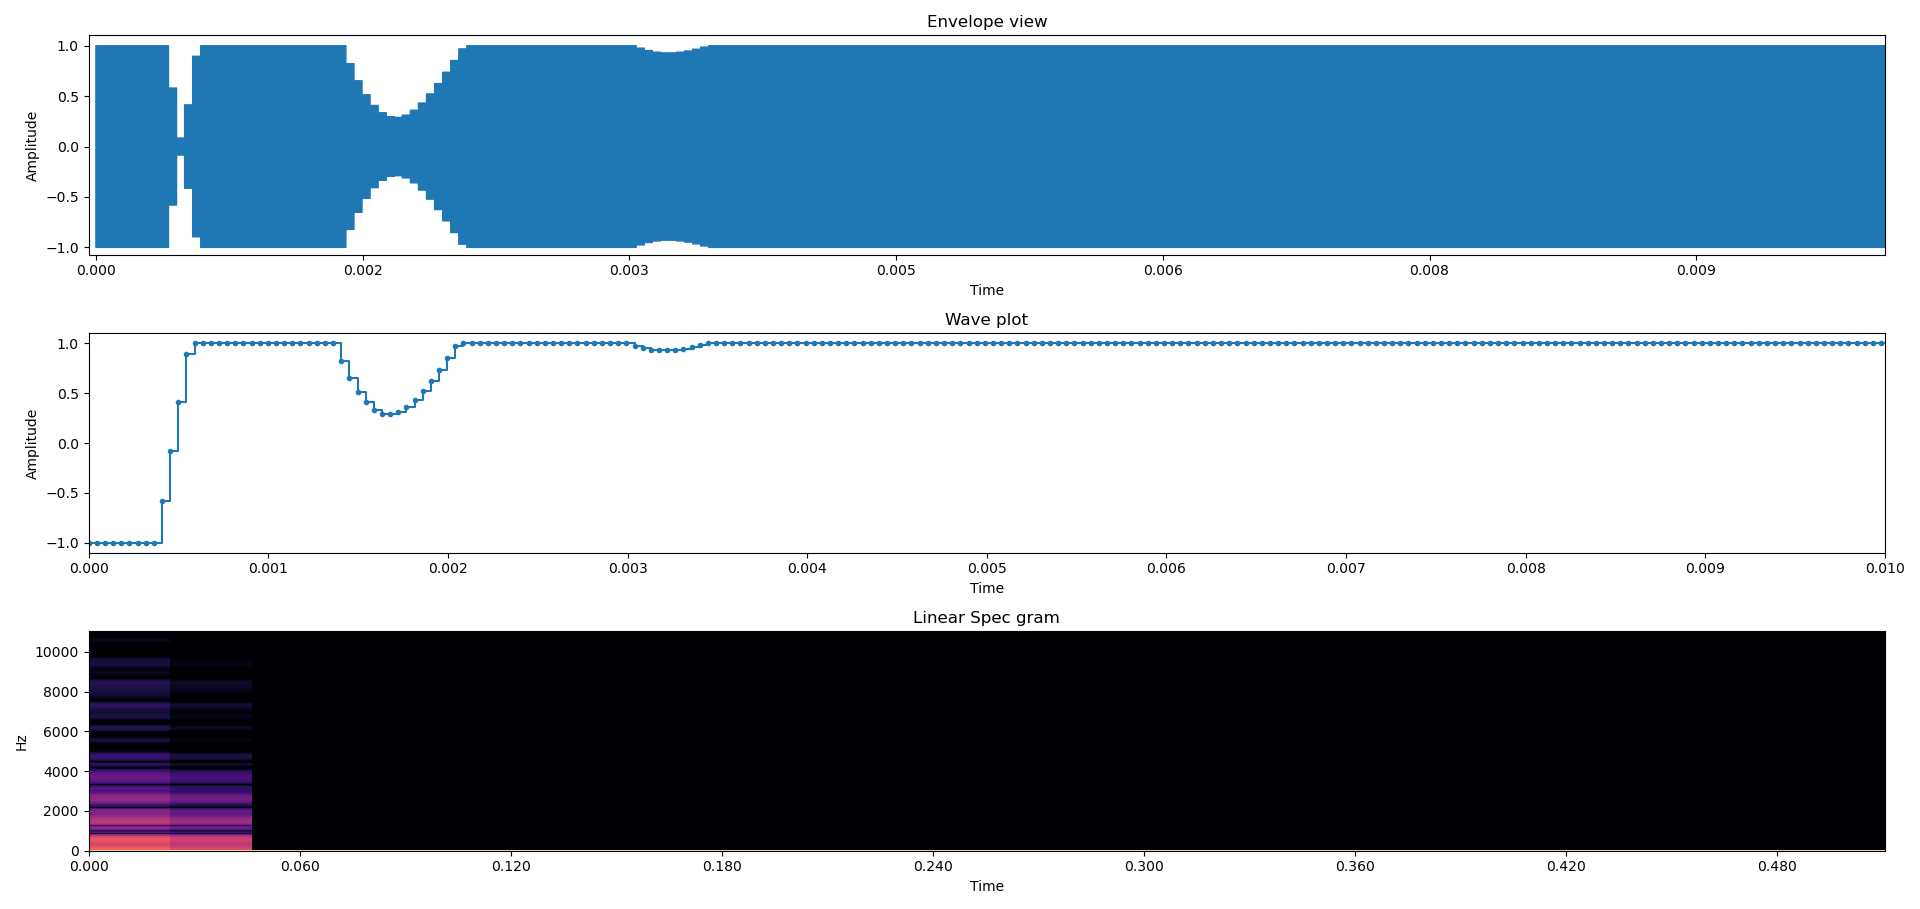 Envelope view
1.0
0.5
0.0
−0.5
−1.0
Amplitude
0.000 0.002 0.003 0.005 0.006 0.008 0.009
Time
Wave plot
1.0
0.5
0.0
−0.5
−1.0
Amplitude
0.000 0.001 0.002 0.003 0.004 0.005 0.006 0.007 0.008 0.009 0.010
Time
Linear Spec gram
10000
8000
6000
4000
2000
0
Hz
0.000 0.060 0.120 0.180 0.240 0.300 0.360 0.420 0.480
Time